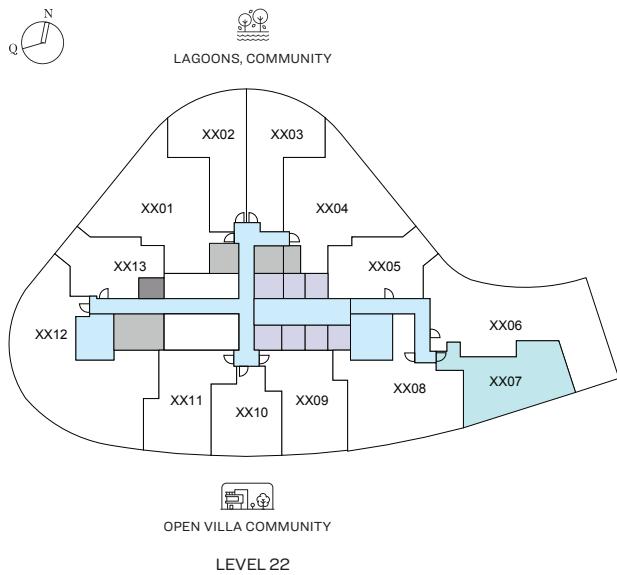 N
Q
LAGOONS, COMMUNITY
XX02
XX03
XX01
XX04
XX13
XX05
XX12
XX06
XX07
XX08
XX11
XX10
XX09
OPEN VILLA COMMUNITY
LEVEL 22